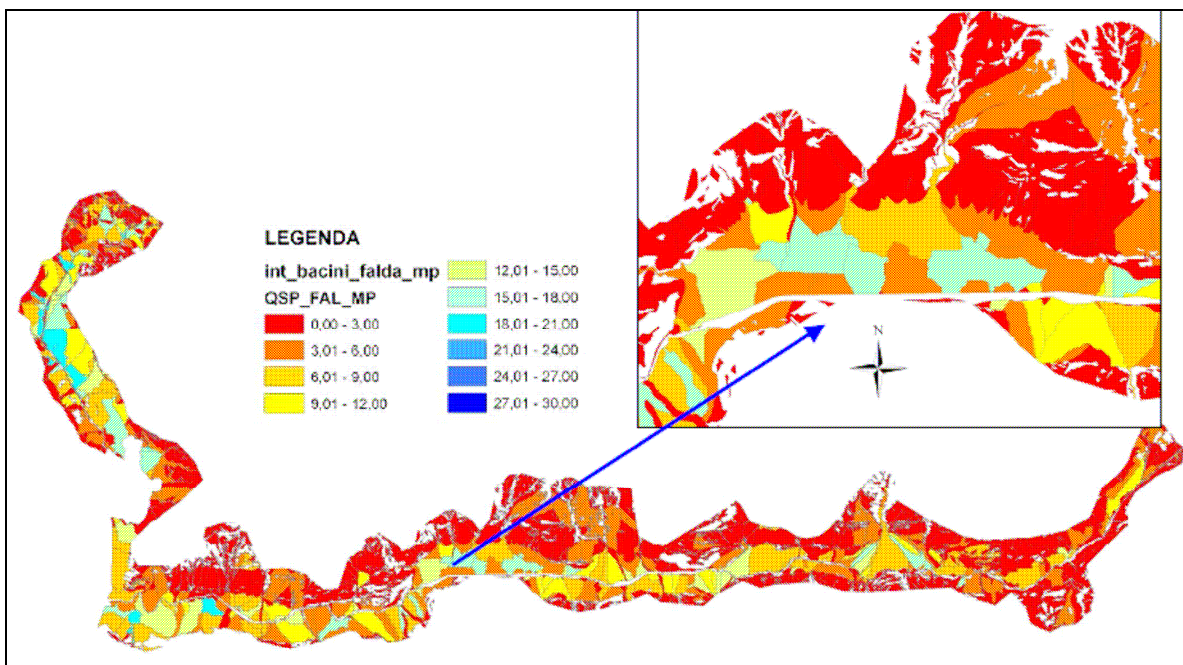 LEGENDA
int_bacini_falda_mp
QSP_FAL_MP
0,00 - 3,00
3,01 - 6,00
6,01 - 9,00
9,01 - 12,00
12,01 - 15,00
15,01 - 18,00
18,01 - 21,00
21,01 - 24,00
24,01 - 27,00
27,01 - 30,00
N